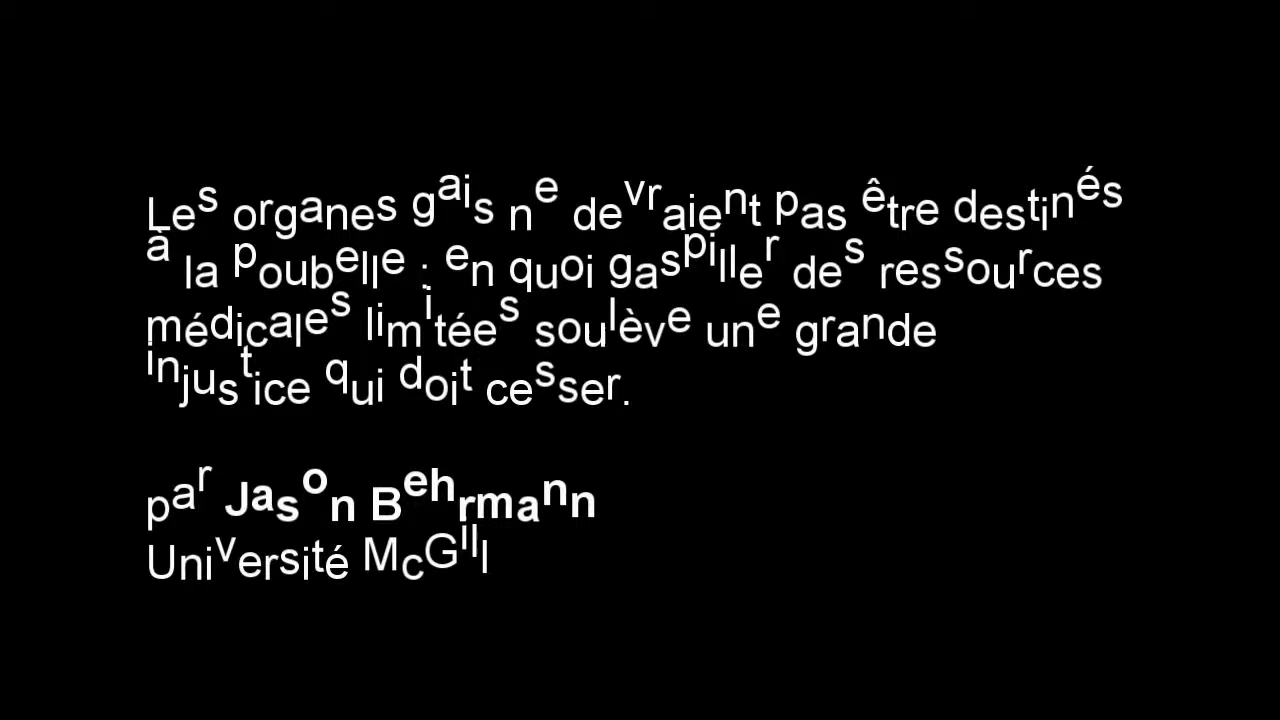 Les organes gais ne devraient pas être destinés
à la poubelle : en quoi gaspiller des ressources
médicales limitées soulève une grande
injustice qui doit cesser.
par Jason Behrmann
Université McGill